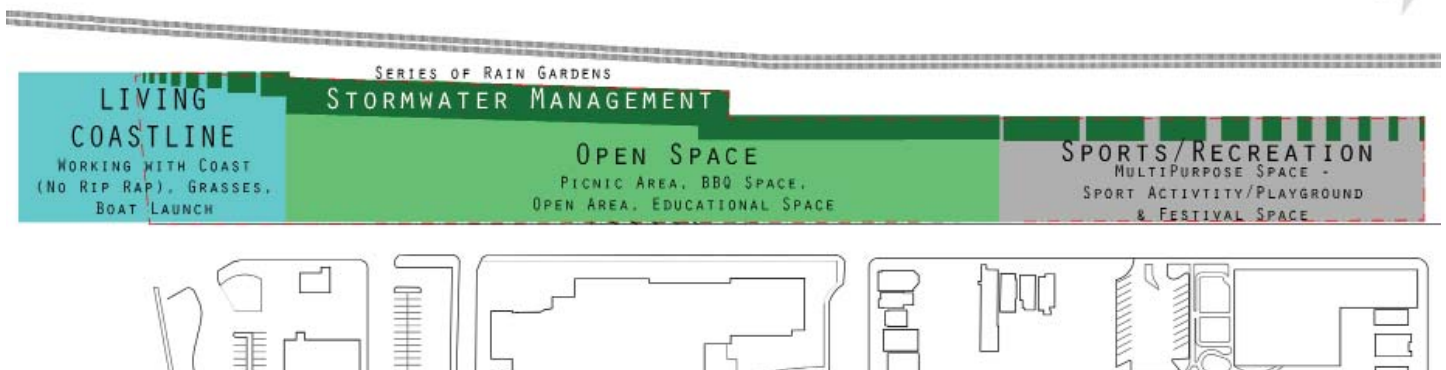 SERIES OF RAIN GARDENS
STORMWATER MANAGEMENT
LIVING
COASTLINE
WORKING WITH COAST
(NO RIP RAP), GRASSES,
BOAT LAUNCH
OPEN SPACE
PICNIC AREA, BBQ SPACE,
OPEN AREA, EDUCATIONAL SPACE
SPORTS/RECREATION
MULTIPURPOSE SPACE -
SPORT ACTIVTITY/PLAYGROUND
& FESTIVAL SPACE